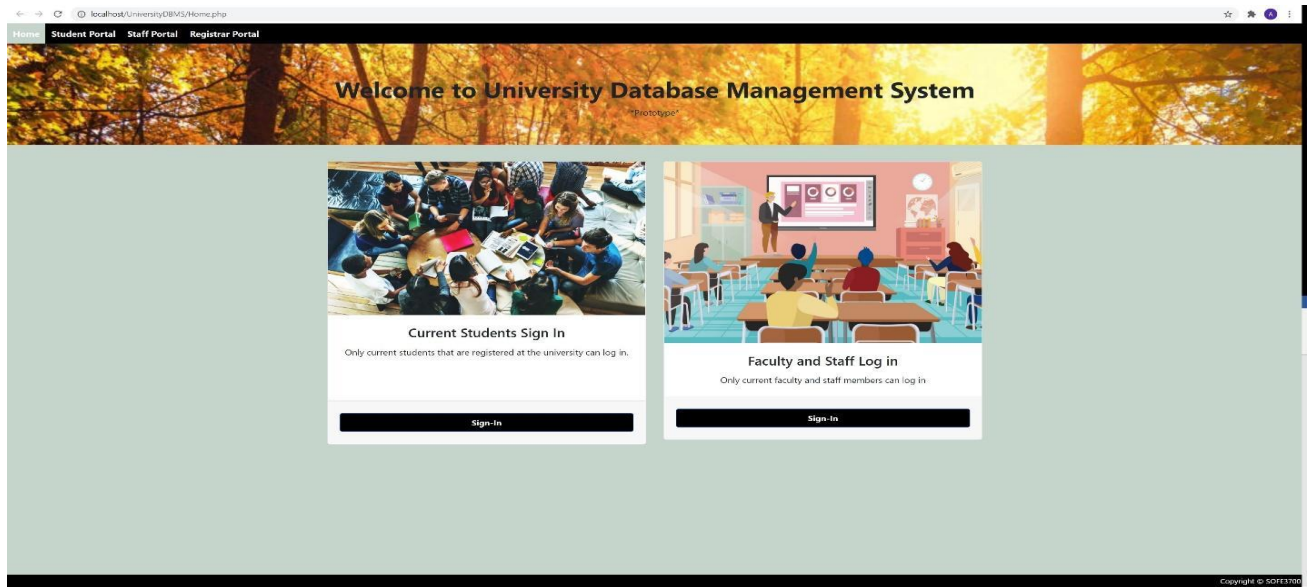 localhost/UniversityDBMS/Home.php
A
Home Student Portal Staff Portal Registrar Portal
Welcome to University Database Management System
"Prototype"
Current Students Sign In
Only current students that are registered at the university can log in.
Sign-In
Faculty and Staff Log in
Only current faculty and staff members can log in
Sign-In
Copyright © SOFE3700